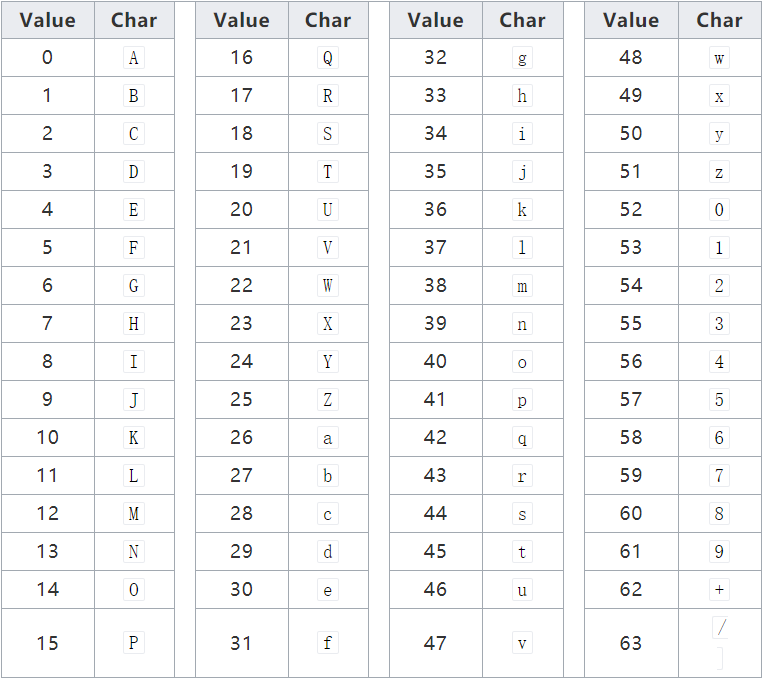 Value Char Value Char Value Char Value Char
0 A 16 Q 32 g 48 w
1 B 17 R 33 h 49 x
2 C 18 S 34 i 50 y
3 D 19 T 35 j 51 z
4 E 20 U 36 k 52 0
5 F 21 V 37 l 53 1
6 G 22 W 38 m 54 2
7 H 23 X 39 n 55 3
8 I 24 Y 40 o 56 4
9 J 25 Z 41 p 57 5
10 K 26 a 42 q 58 6
11 L 27 b 43 r 59 7
12 M 28 c 44 s 60 8
13 N 29 d 45 t 61 9
14 O 30 e 46 u 62 +
15 P 31 f 47 v 63 /